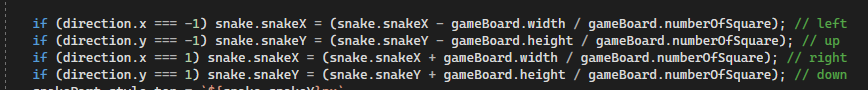 if (direction.x === -1) snake.snakeX = (snake.snakeX - gameBoard.width / gameBoard.numberOfSquare); // left
if (direction.y === -1) snake.snakeY = (snake.snakeY - gameBoard.height / gameBoard.numberOfSquare); // up
if (direction.x === 1) snake.snakeX = (snake.snakeX + gameBoard.width / gameBoard.numberOfSquare); // right
if (direction.y === 1) snake.snakeY = (snake.snakeY + gameBoard.height / gameBoard.numberOfSquare); // down